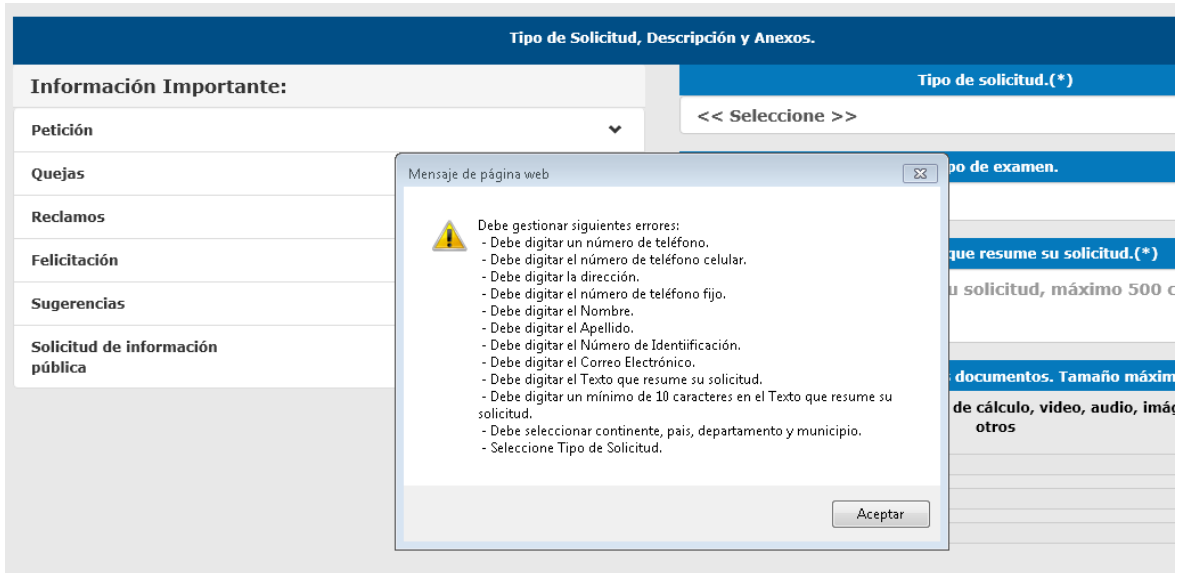 Tipo de Solicitud, Descripción y Anexos.
Información Importante:
Petición
Quejas
Reclamos
Felicitación
Sugerencias
Solicitud de información
pública
Tipo de solicitud.(*)
<< Seleccione >>
po de examen.
que resume su solicitud.(*)
u solicitud, máximo 500 c
documentos. Tamaño máxim
de cálculo, video, audio, imág
otros
Mensaje de página web
Debe gestionar siguientes errores:
- Debe digitar un número de teléfono.
- Debe digitar el número de teléfono celular.
- Debe digitar la dirección.
- Debe digitar el número de teléfono fijo.
- Debe digitar el Nombre.
- Debe digitar el Apellido.
- Debe digitar el Número de Identiificación.
- Debe digitar el Correo Electrónico.
- Debe digitar el Texto que resume su solicitud.
- Debe digitar un mínimo de 10 caracteres en el Texto que resume su
solicitud.
- Debe seleccionar continente, pais, departamento y municipio.
- Seleccione Tipo de Solicitud.
Aceptar